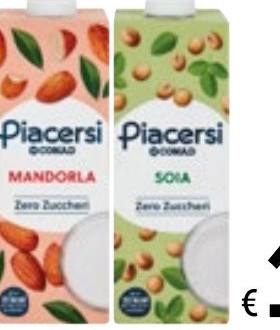 Piacersi
CONAD
MANDORLA
Zero Zuccheri
Piacersi
CONAD
SOIA
Zero Zuccheri
€